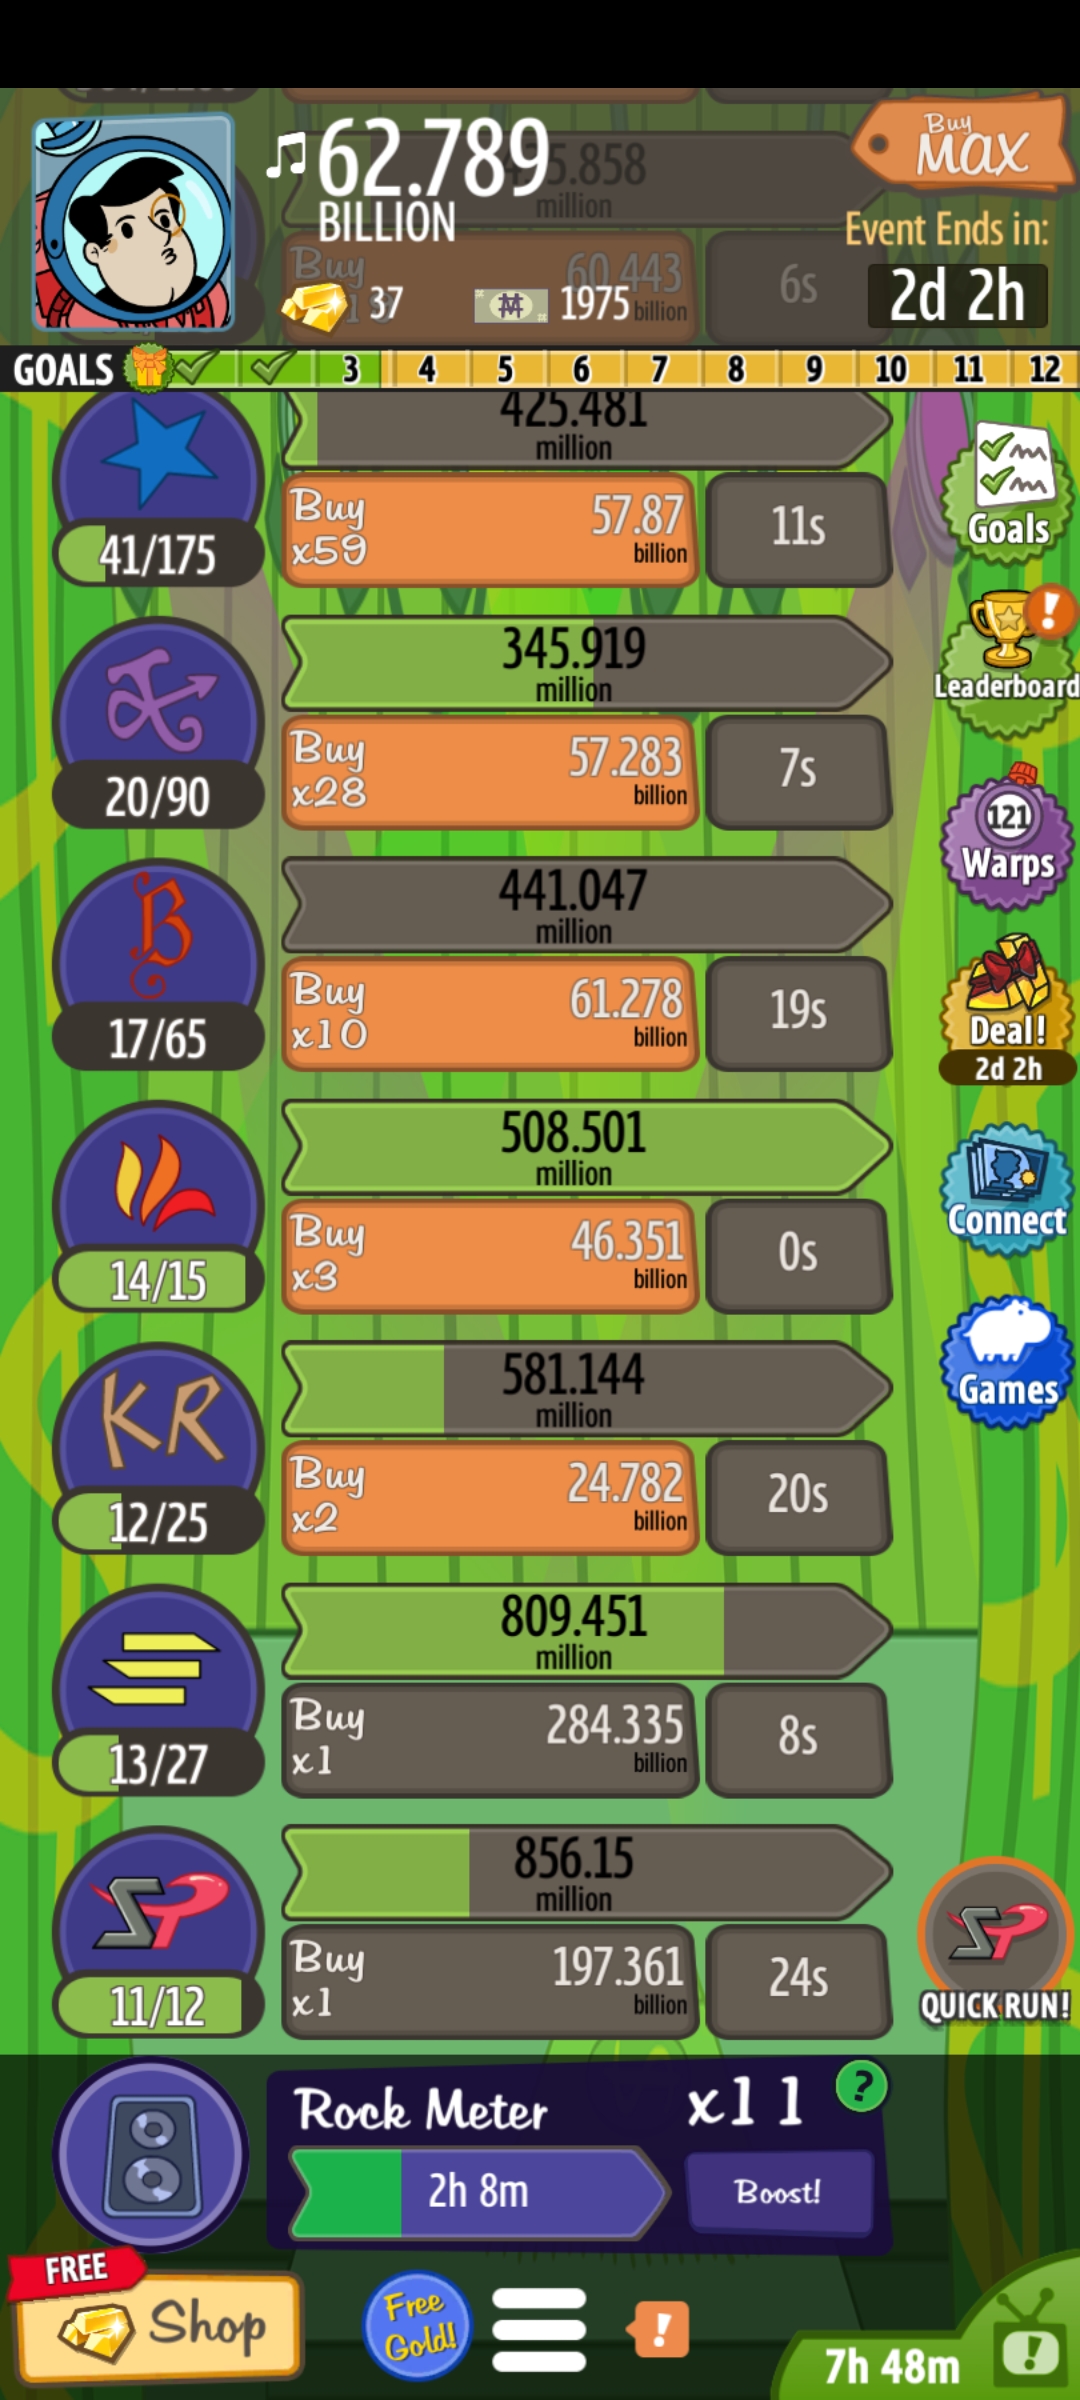 ♫62.789
BILLION
Buy
MAX
Event Ends in:
2d 2h
5.858
million
Buy
60.443
billion
6s
37
1975
GOALS 3 4 5 6 7 8 9 10 11 12
425.481
million
41/175
Buy
x59
57.87
billion
11s
Goals
345.919
million
20/90
Buy
x28
57.283
billion
7s
Leaderboard
441.047
million
17/65
Buy
x10
61.278
billion
19s
121
Warps
Deal!
2d 2h
508.501
million
14/15
Buy
x3
46.351
billion
0s
Connect
581.144
million
KR
12/25
Buy
x2
24.782
billion
20s
Games
809.451
million
13/27
Buy
x1
284.335
billion
8s
856.15
million
SP
11/12
Buy
x1
197.361
billion
24s
SP
QUICK RUN!
Rock Meter
x11
?
2h 8m
Boost!
FREE
Shop
Free
Gold!
!
7h 48m
!